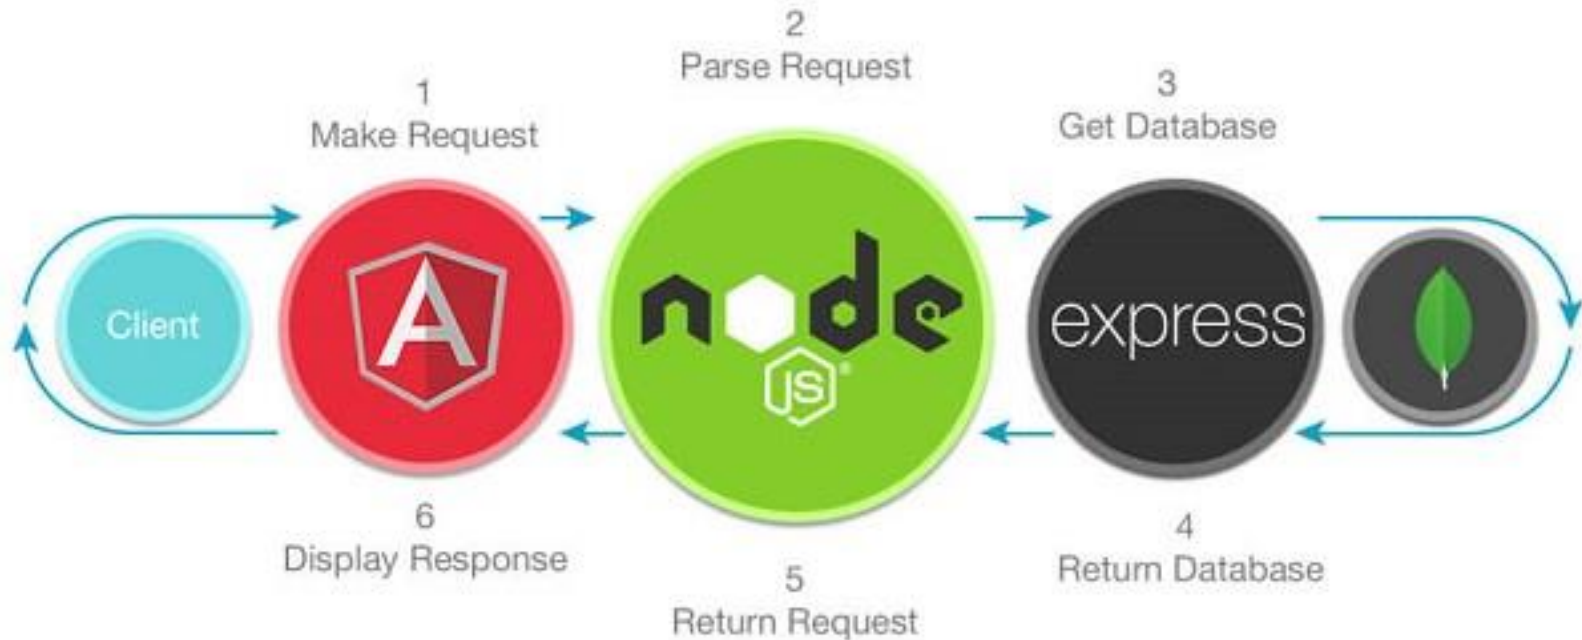 2
Parse Request
1
Make Request
3
Get Database
Client
A
node
JS®
express
6
Display Response
4
Return Database
5
Return Request